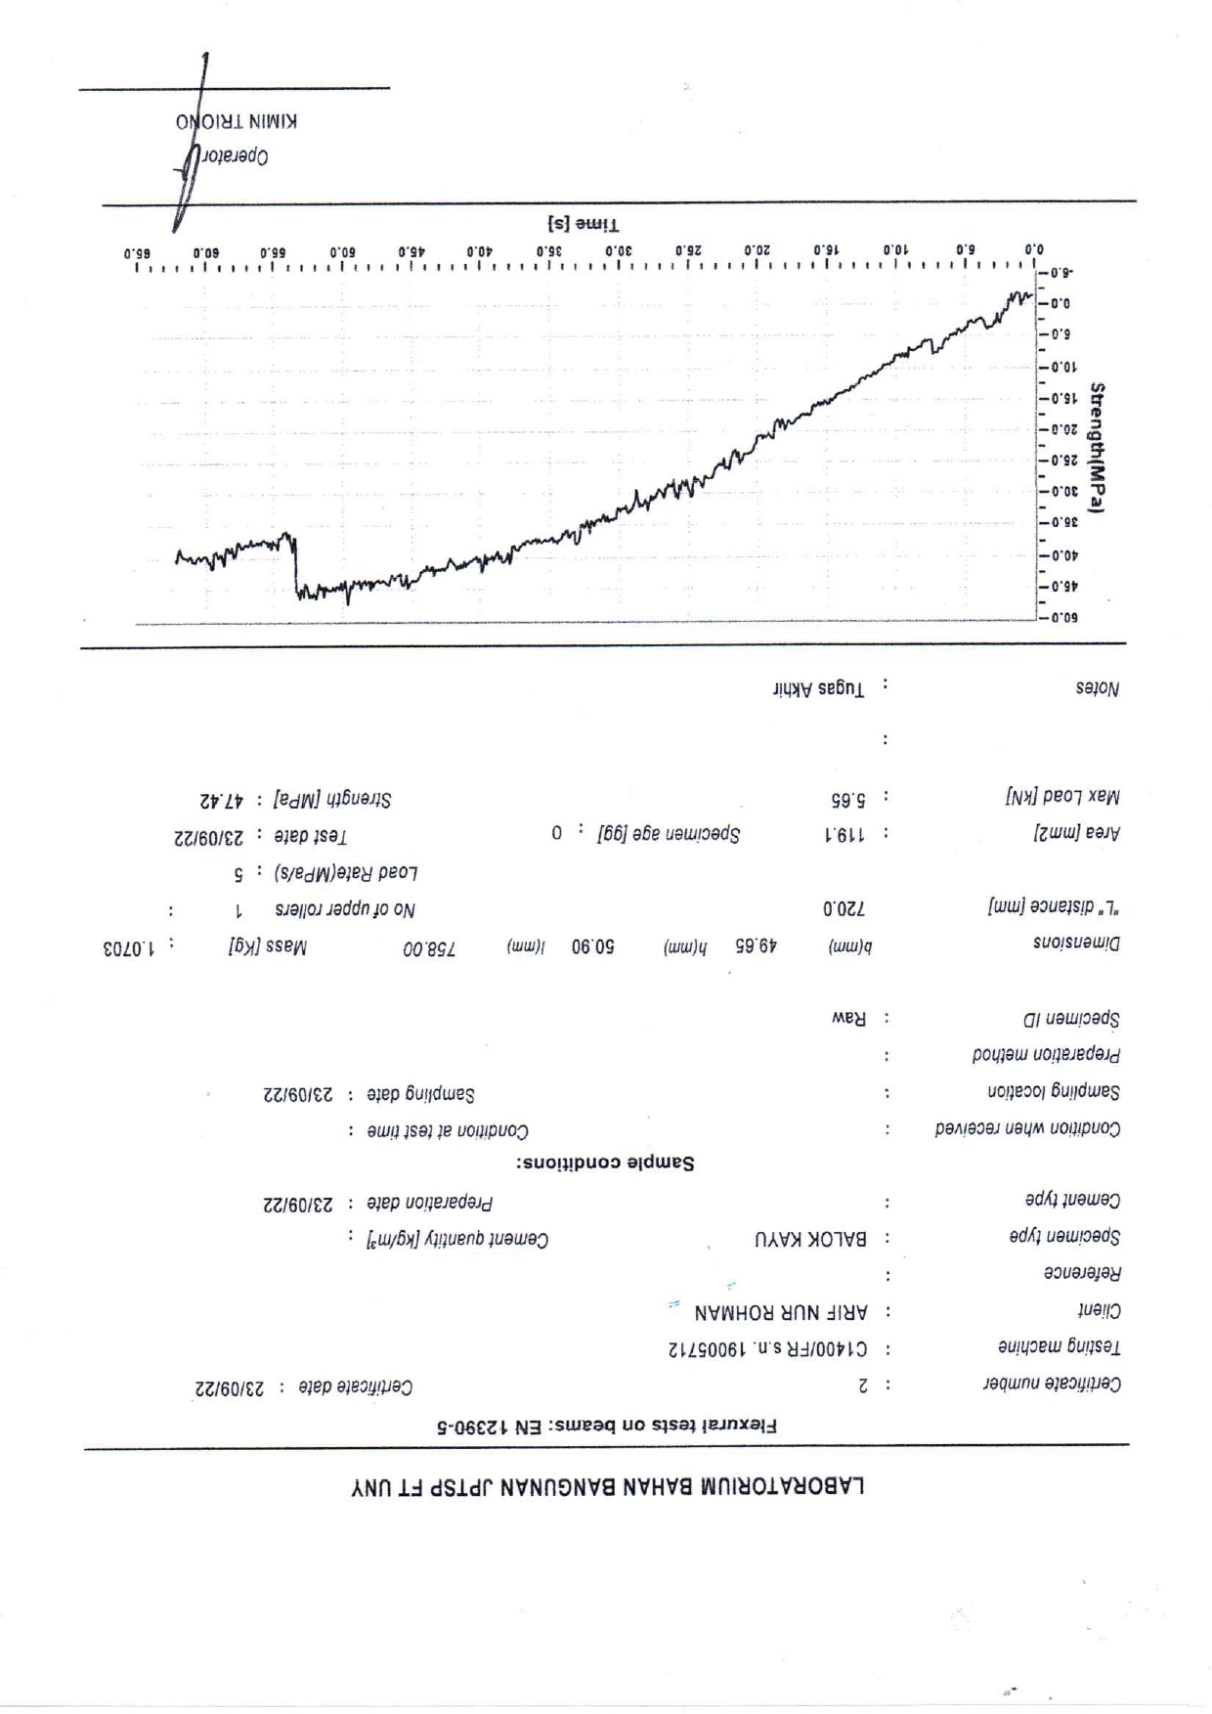 LABORATORIUM BAHAN BANGUNAN JPTSP FT UNY
Flexural tests on beams: EN 12390-5
Certificate number : 2 Certificate date : 23/09/22
Testing machine : C1400/FR s.n. 19005712
Client : ARIF NUR ROHMAN
Reference :
Specimen type : BALOK KAYU Cement quantity [kg/m³] :
Cement type : Preparation date : 23/09/22
Sample conditions:
Condition when received : Condition at test time :
Sampling location : Sampling date : 23/09/22
Preparation method :
Specimen ID : Raw
Dimensions b(mm) 49.65 h(mm) 50.90 l(mm) 758.00 Mass [Kg] : 1.0703
"L" distance [mm] 720.0 No of upper rollers 1 :
Load Rate(MPa/s) : 5
Area [mm2] : 119.1 Specimen age [gg] : 0 Test date : 23/09/22
Max Load [kN] : 5.65 Strength [MPa] : 47.42
:
Notes : Tugas Akhir
Strength(MPa)
50.0
45.0
40.0
35.0
30.0
25.0
20.0
15.0
10.0
5.0
0.0
-5.0
0.0 5.0 10.0 15.0 20.0 25.0 30.0 35.0 40.0 45.0 50.0 55.0 60.0 65.0
Time [s]
Operator
KIMIN TRIONO